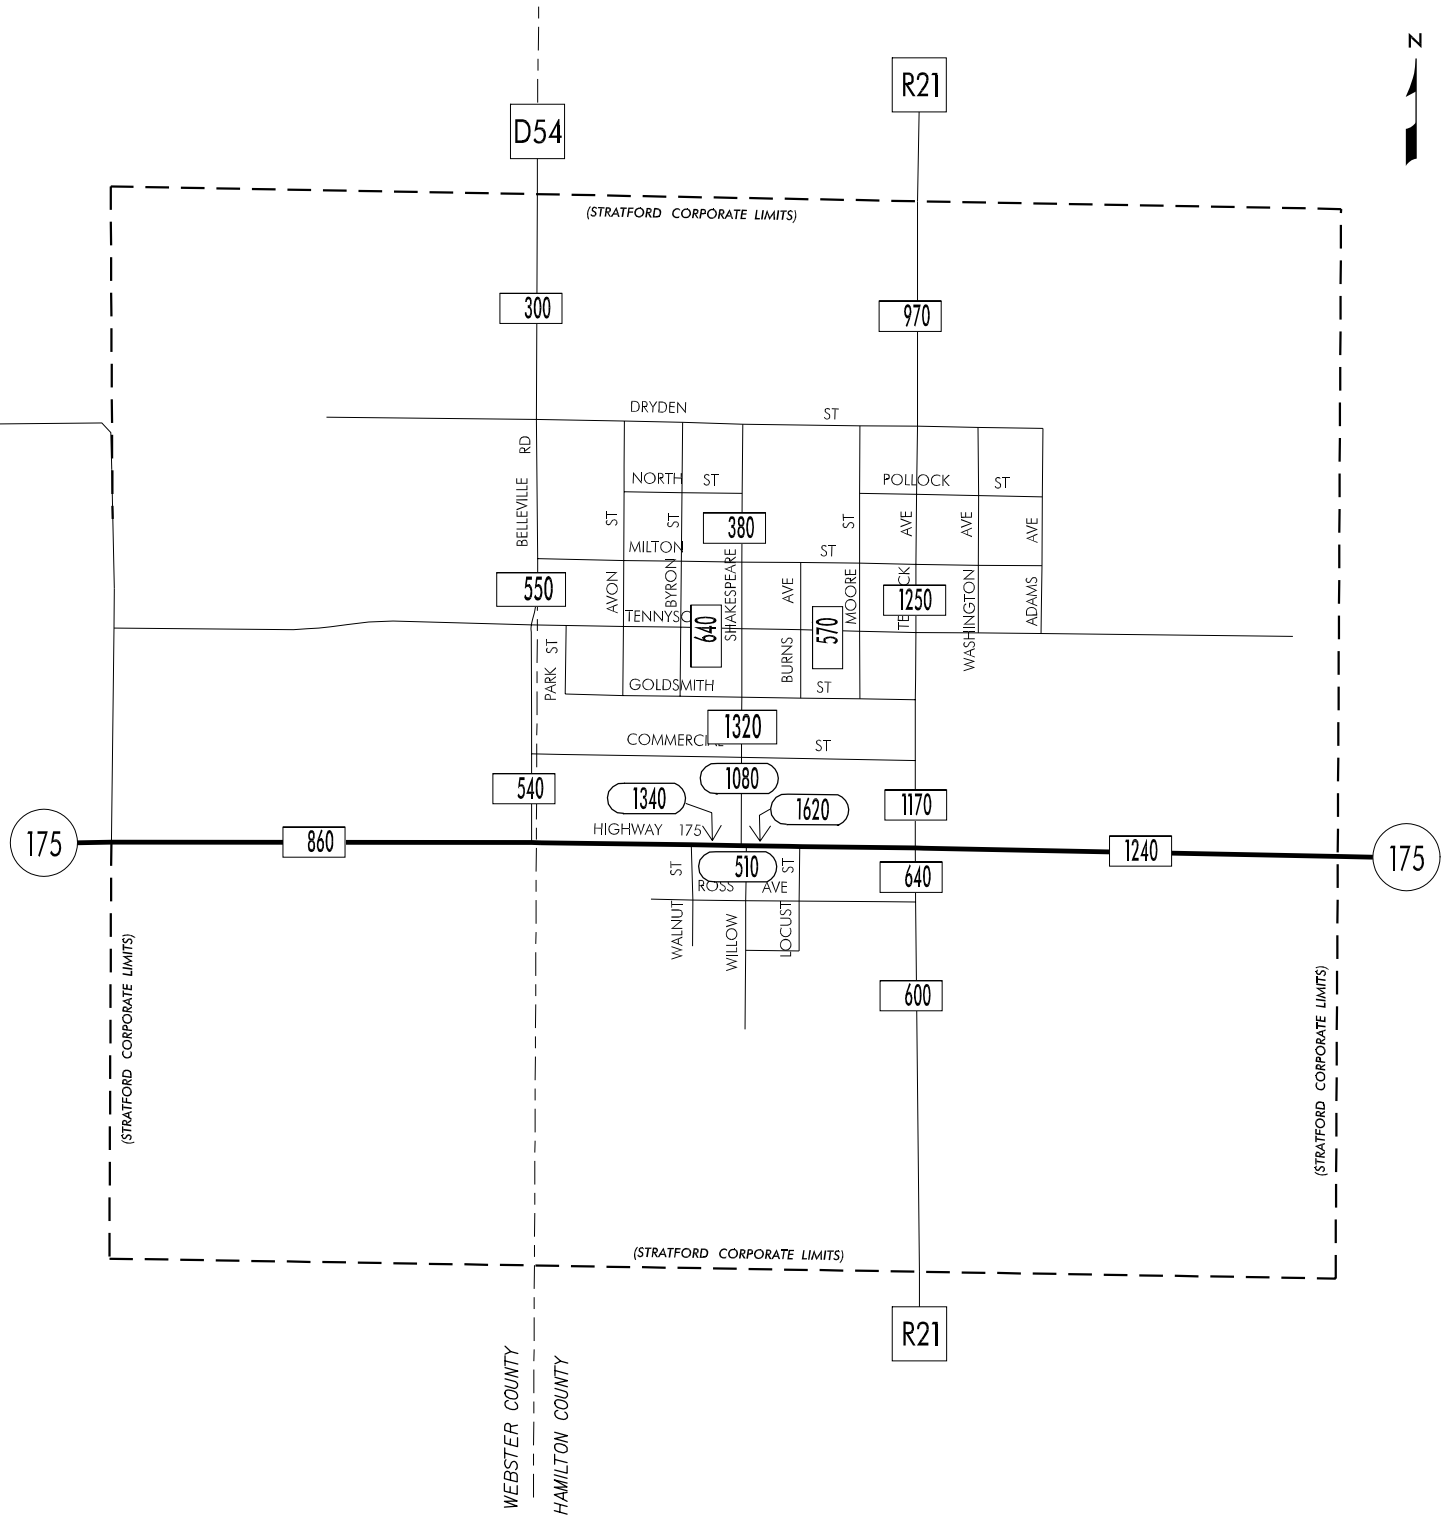 N
R21
D54
(STRATFORD CORPORATE LIMITS)
300
970
DRYDEN ST
BELLEVILLE RD
NORTH ST
POLLOCK ST
380
AVON ST
BYRON ST
SHAKESPEARE
MOORE ST
AVE
WASHINGTON AVE
ADAMS AVE
MILTON ST
550
BURNS AVE
1250
640
570
PARK ST
GOLDSMITH ST
1320
ST
1080
540
1340
1620
1170
HIGHWAY 175
175
860
1240
175
510
640
ROSS AVE
WALNUT ST
WILLOW
LOCUST ST
600
(STRATFORD CORPORATE LIMITS)
(STRATFORD CORPORATE LIMITS)
(STRATFORD CORPORATE LIMITS)
R21
WEBSTER COUNTY
HAMILTON COUNTY